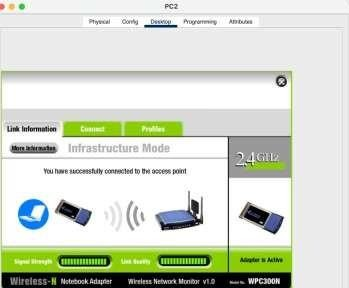 PC2
Physical Config Desktop Programming Attributes
Link Information Connect Profiles
More Information Infrastructure Mode
2.4GHz
You have successfully connected to the access point
Signal Strength Link Quality Adapter is Active
Wireless-N Notebook Adapter Wireless Network Monitor v1.0 Model No. WPC300N